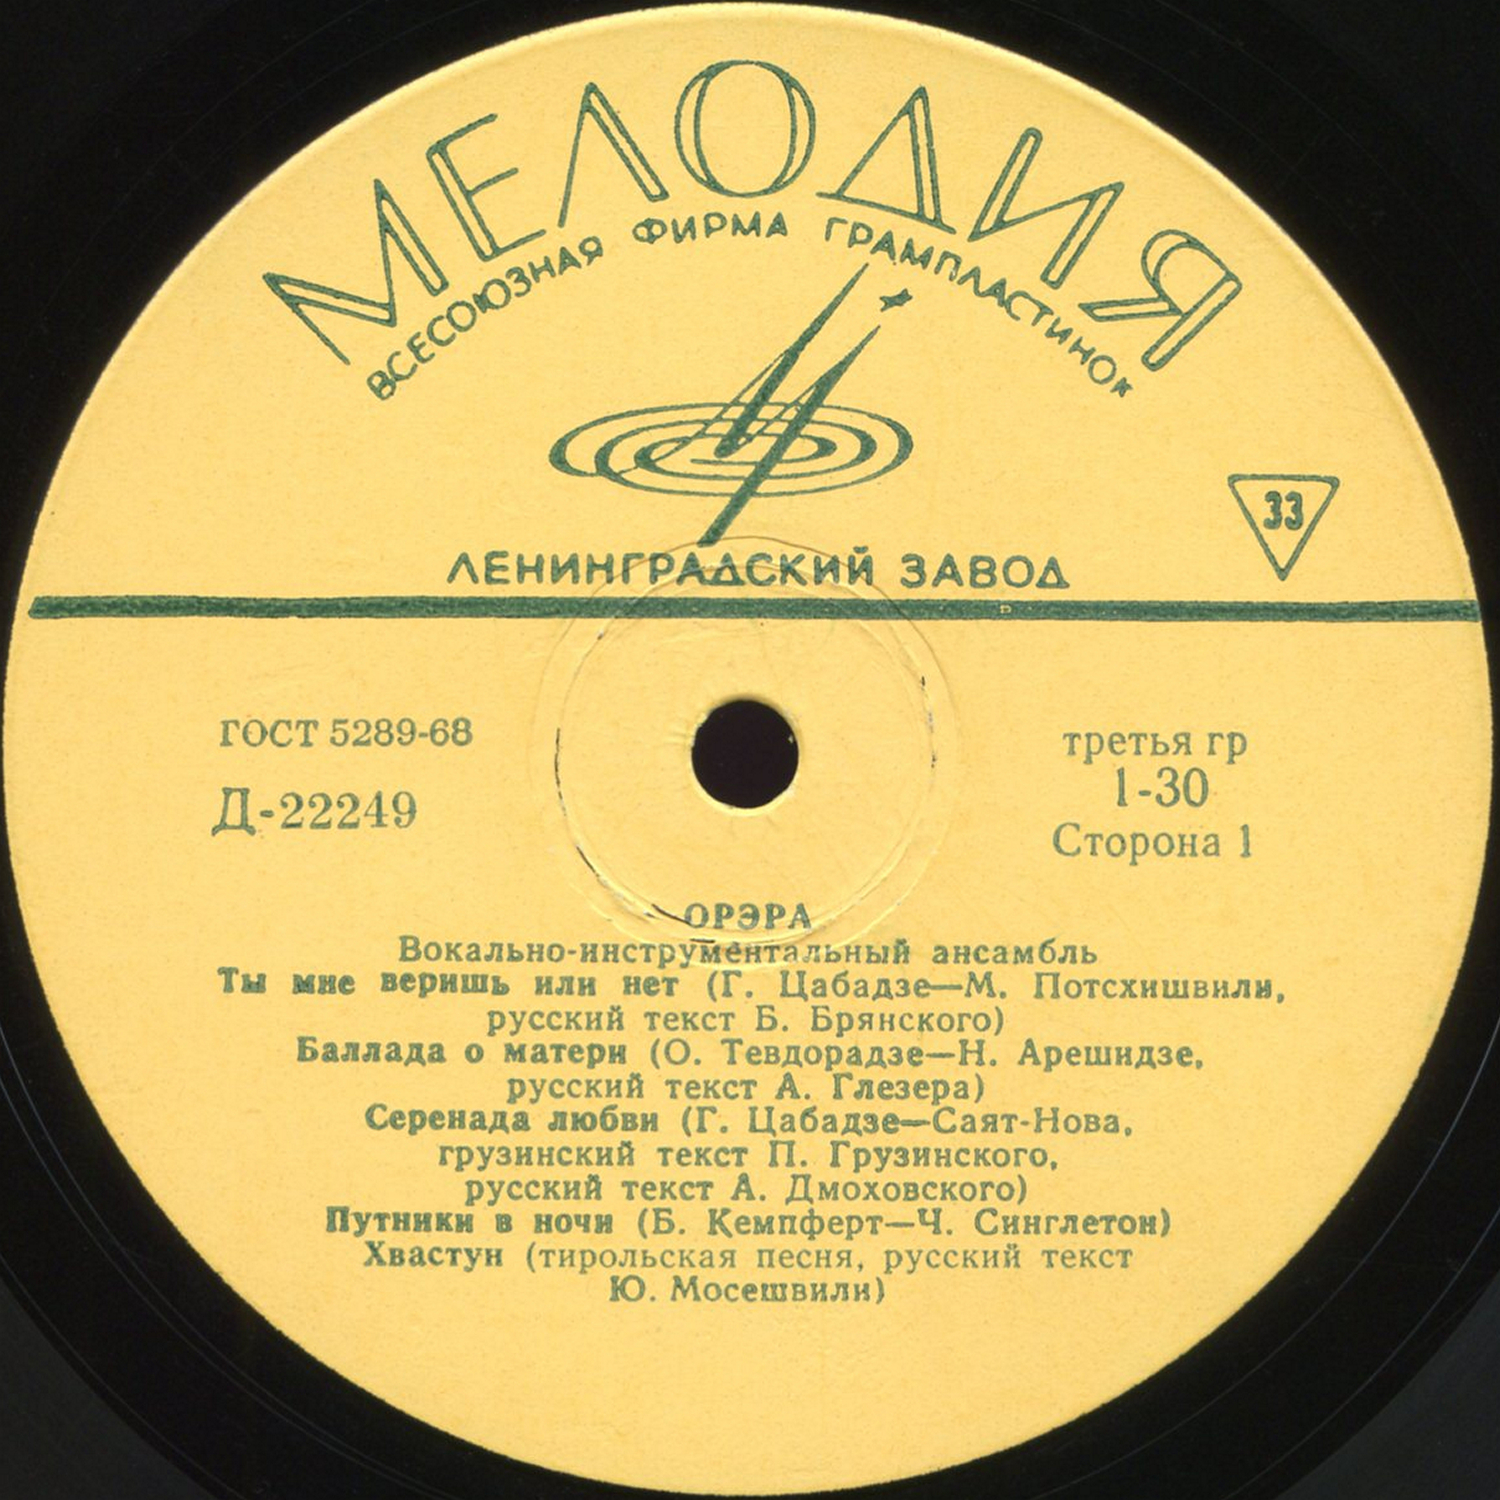 МЕЛОДИЯ
ВСЕСОЮЗНАЯ ФИРМА ГРАМПЛАСТИНОК
33
ЛЕНИНГРАДСКИЙ ЗАВОД
ГОСТ 5289-68
Д-22249
третья гр
1-30
Сторона 1
ОРЭРА
Вокально-инструментальный ансамбль
Ты мне веришь или нет (Г. Цабадзе—М. Потсхишвили,
русский текст Б. Брянского)
Баллада о матери (О. Тевдорадзе—Н. Арешидзе,
русский текст А. Глезера)
Серенада любви (Г. Цабадзе—Саят-Нова,
грузинский текст П. Грузинского,
русский текст А. Дмоховского)
Путники в ночи (Б. Кемпферт—Ч. Синглетон)
Хвастун (тирольская песня, русский текст
Ю. Мосешвили)